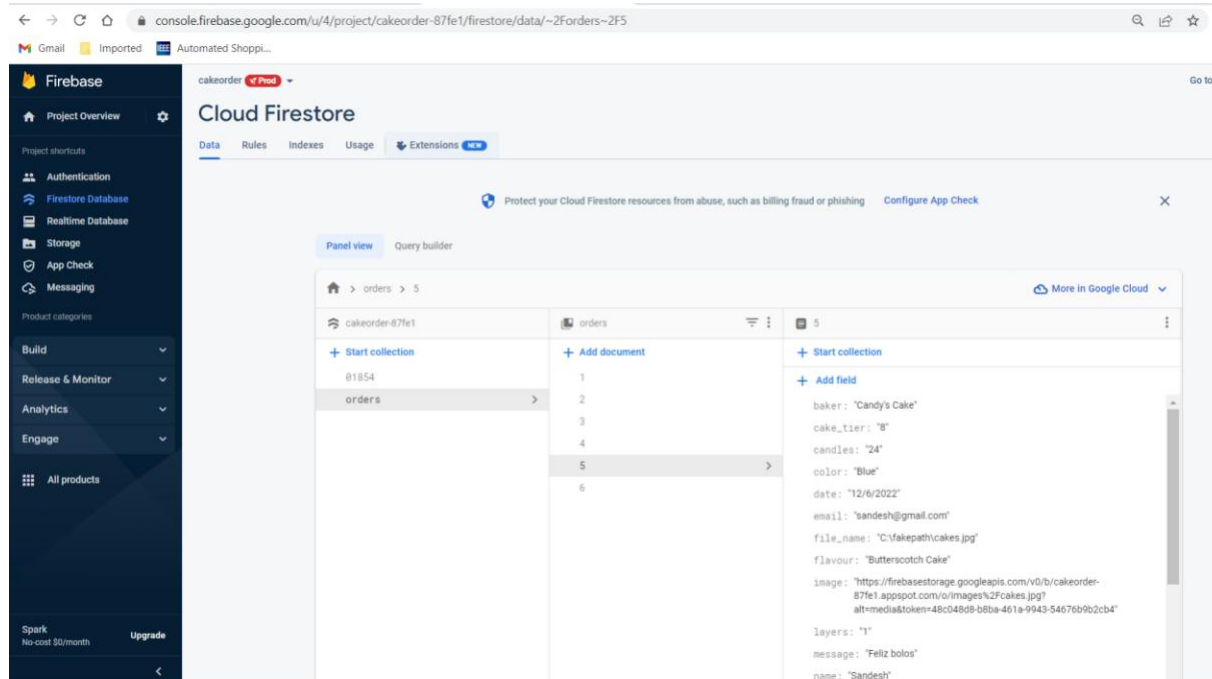 console.firebase.google.com/u/4/project/cakeorder-87fe1/firestore/data/~2Forders~2F5
Gmail Imported Automated Shoppi...
Firebase
Project Overview
Project shortcuts
Authentication
Firestore Database
Realtime Database
Storage
App Check
Messaging
Product categories
Build
Release & Monitor
Analytics
Engage
All products
Spark
No-cost $0/month
Upgrade
cakeorder Prod
Go to
Cloud Firestore
Data Rules Indexes Usage Extensions NEW
Protect your Cloud Firestore resources from abuse, such as billing fraud or phishing Configure App Check
Panel view Query builder
> orders > 5
More in Google Cloud
cakeorder-87fe1
+ Start collection
01854
orders
orders
+ Add document
1
2
3
4
5
6
5
+ Start collection
+ Add field
baker: "Candy's Cake"
cake_tier: "8"
candles: "24"
color: "Blue"
date: "12/6/2022"
email: "sandesh@gmail.com"
file_name: "C:\fakepath\cakes.jpg"
flavour: "Butterscotch Cake"
image: "https://firebasestorage.googleapis.com/v0/b/cakeorder-
87fe1.appspot.com/o/images%2Fcakes.jpg?
alt=media&token=48c048d8-b8ba-461a-9943-54676b9b2cb4"
layers: "1"
message: "Feliz bolos"
name: "Sandesh"